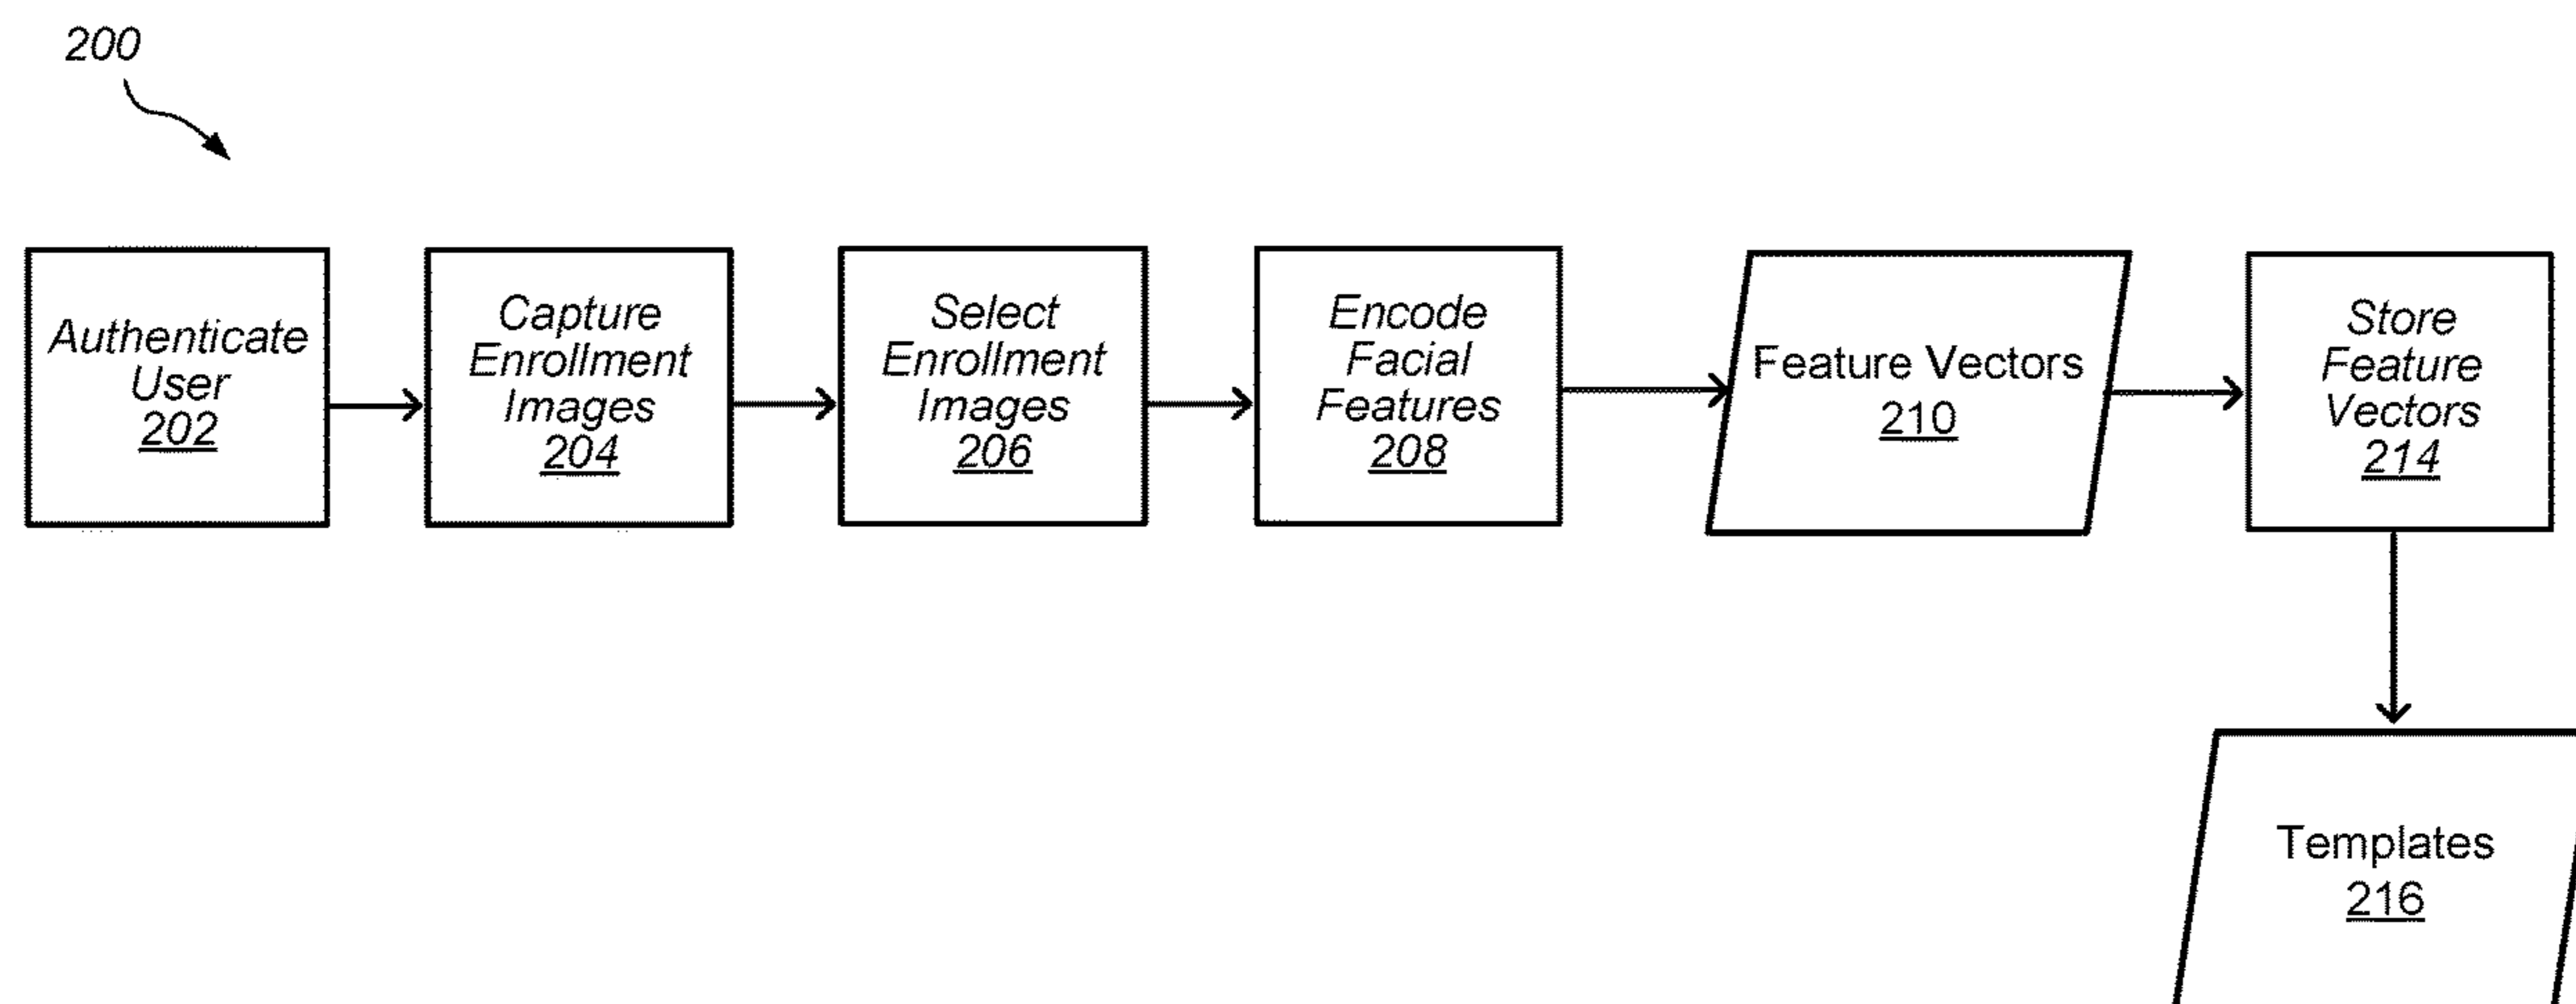 200
Authenticate
User
202
Capture
Enrollment
Images
204
Select
Enrollment
Images
206
Encode
Facial
Features
208
Feature Vectors
210
Store
Feature
Vectors
214
Templates
216